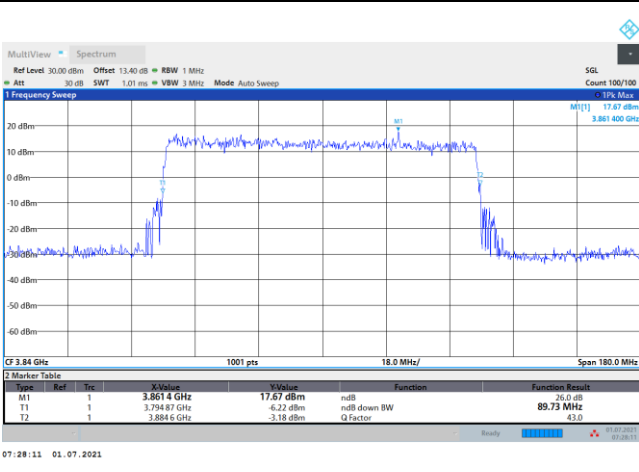 MultiView Spectrum
Ref Level 30.00 dBm Offset 13.40 dB RBW 1 MHz SGL
Att 30 dB SWT 1.01 ms VBW 3 MHz Mode Auto Sweep Count 100/100
1 Frequency Sweep 1Pk Max
M1[1] 17.67 dBm
3.861 400 GHz
M1
20 dBm
10 dBm
T1 T2
0 dBm
-10 dBm
-20 dBm
-30 dBm
-40 dBm
-50 dBm
-60 dBm
CF 3.84 GHz 1001 pts 18.0 MHz/ Span 180.0 MHz
2 Marker Table
Type Ref Trc X-Value Y-Value Function Function Result
M1 1 3.8614 GHz 17.67 dBm ndB 26.0 dB
T1 1 3.79487 GHz -6.22 dBm ndB down BW 89.73 MHz
T2 1 3.8846 GHz -3.18 dBm Q Factor 43.0
Ready 01.07.2021
07:28:11
07:28:11 01.07.2021